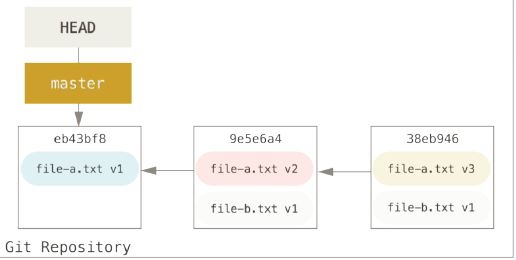 HEAD
master
eb43bf8
9e5e6a4
38eb946
file-a.txt v1
file-a.txt v2
file-a.txt v3
file-b.txt v1
file-b.txt v1
Git Repository